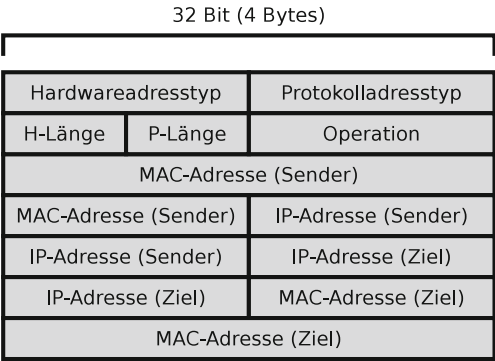 32 Bit (4 Bytes)
Hardwareadresstyp Protokolladresstyp
H-Länge P-Länge Operation
MAC-Adresse (Sender)
MAC-Adresse (Sender) IP-Adresse (Sender)
IP-Adresse (Sender) IP-Adresse (Ziel)
IP-Adresse (Ziel) MAC-Adresse (Ziel)
MAC-Adresse (Ziel)